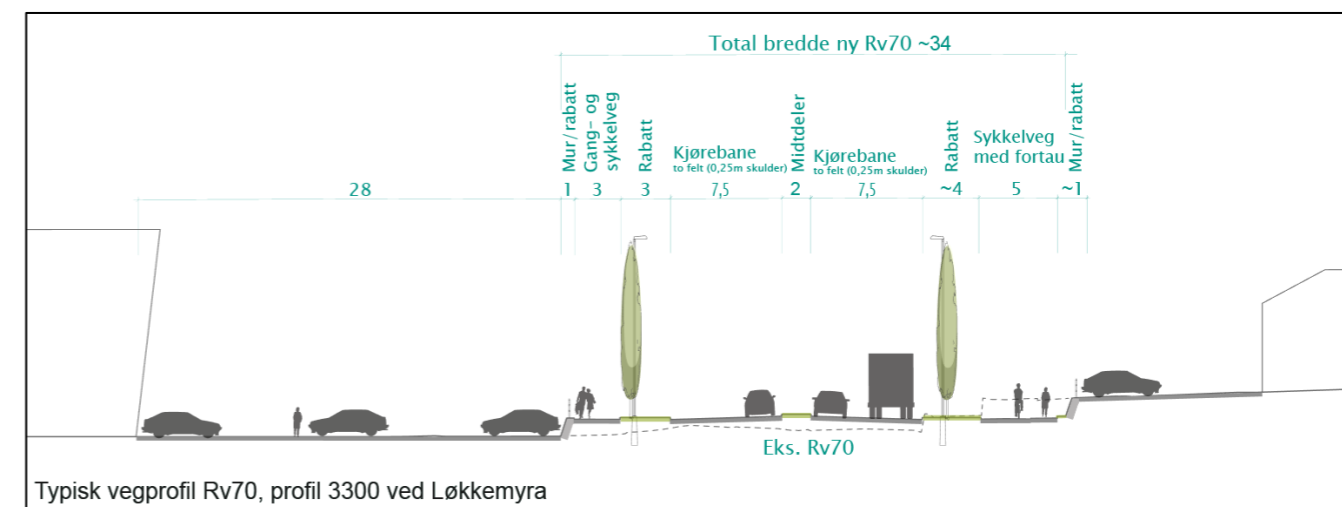 Total bredde ny Rv70 ~34
Mur/rabatt
Gang- og
sykkelveg
Rabatt
Kjørebane
to felt (0,25m skulder)
Midtdeler
Kjørebane
to felt (0,25m skulder)
Rabatt
Sykkelveg
med fortau
Mur/rabatt
28 1 3 3 7,5 2 7,5 ~4 5 ~1
Eks. Rv70
Typisk vegprofil Rv70, profil 3300 ved Løkkemyra